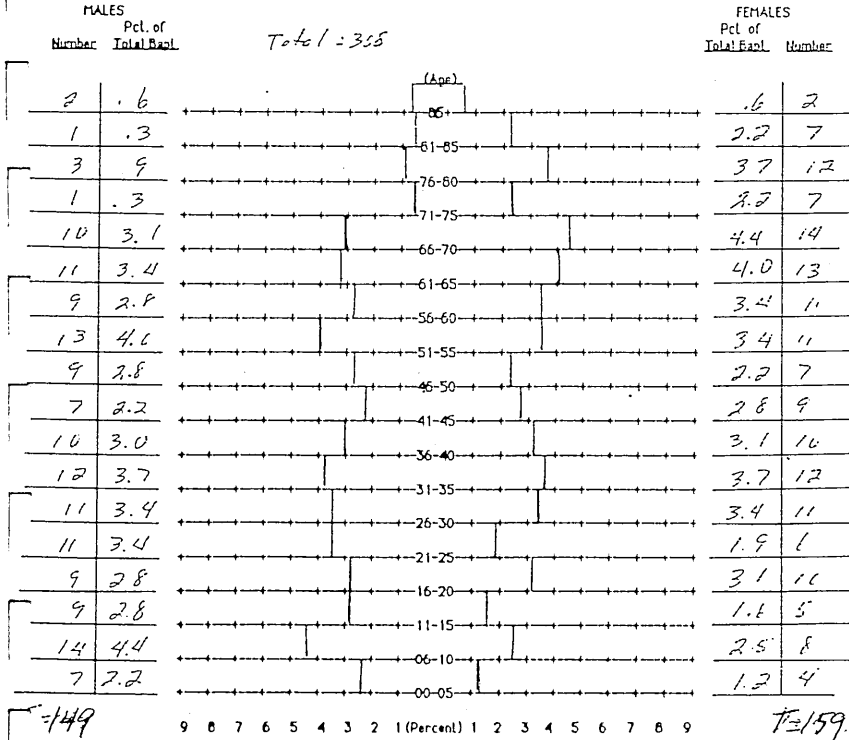 MALES FEMALES
Pct. of Pct of
Number Total Bapt. Total Bapt. Number
Total = 3
(Age)
2 .6 .6 2
85
1 .3 2.2 7
61-85
3 9 3 7 12
76-80
1 .3 2.2 7
71-75
10 3.1 4.4 14
66-70
11 3.4 4.0 13
61-65
9 2.8 3.4 11
56-60
13 3 4 11
51-55
9 2.8 2.2 7
46-50
7 2.2 2 8 9
41-45
10 3.0 3.1 10
36-40
12 3.7 3.7 12
31-35
11 3.4 3.4 11
26-30
11 3.4 1.9
21-25
9 2 8 3 1
16-20
9 2.8 5
11-15
14 4.4 2.5 8
06-10
7 2.2 1.2 4
00-05
=149 9 8 7 6 5 4 3 2 1 (Percent) 1 2 3 4 5 6 7 8 9 T=159